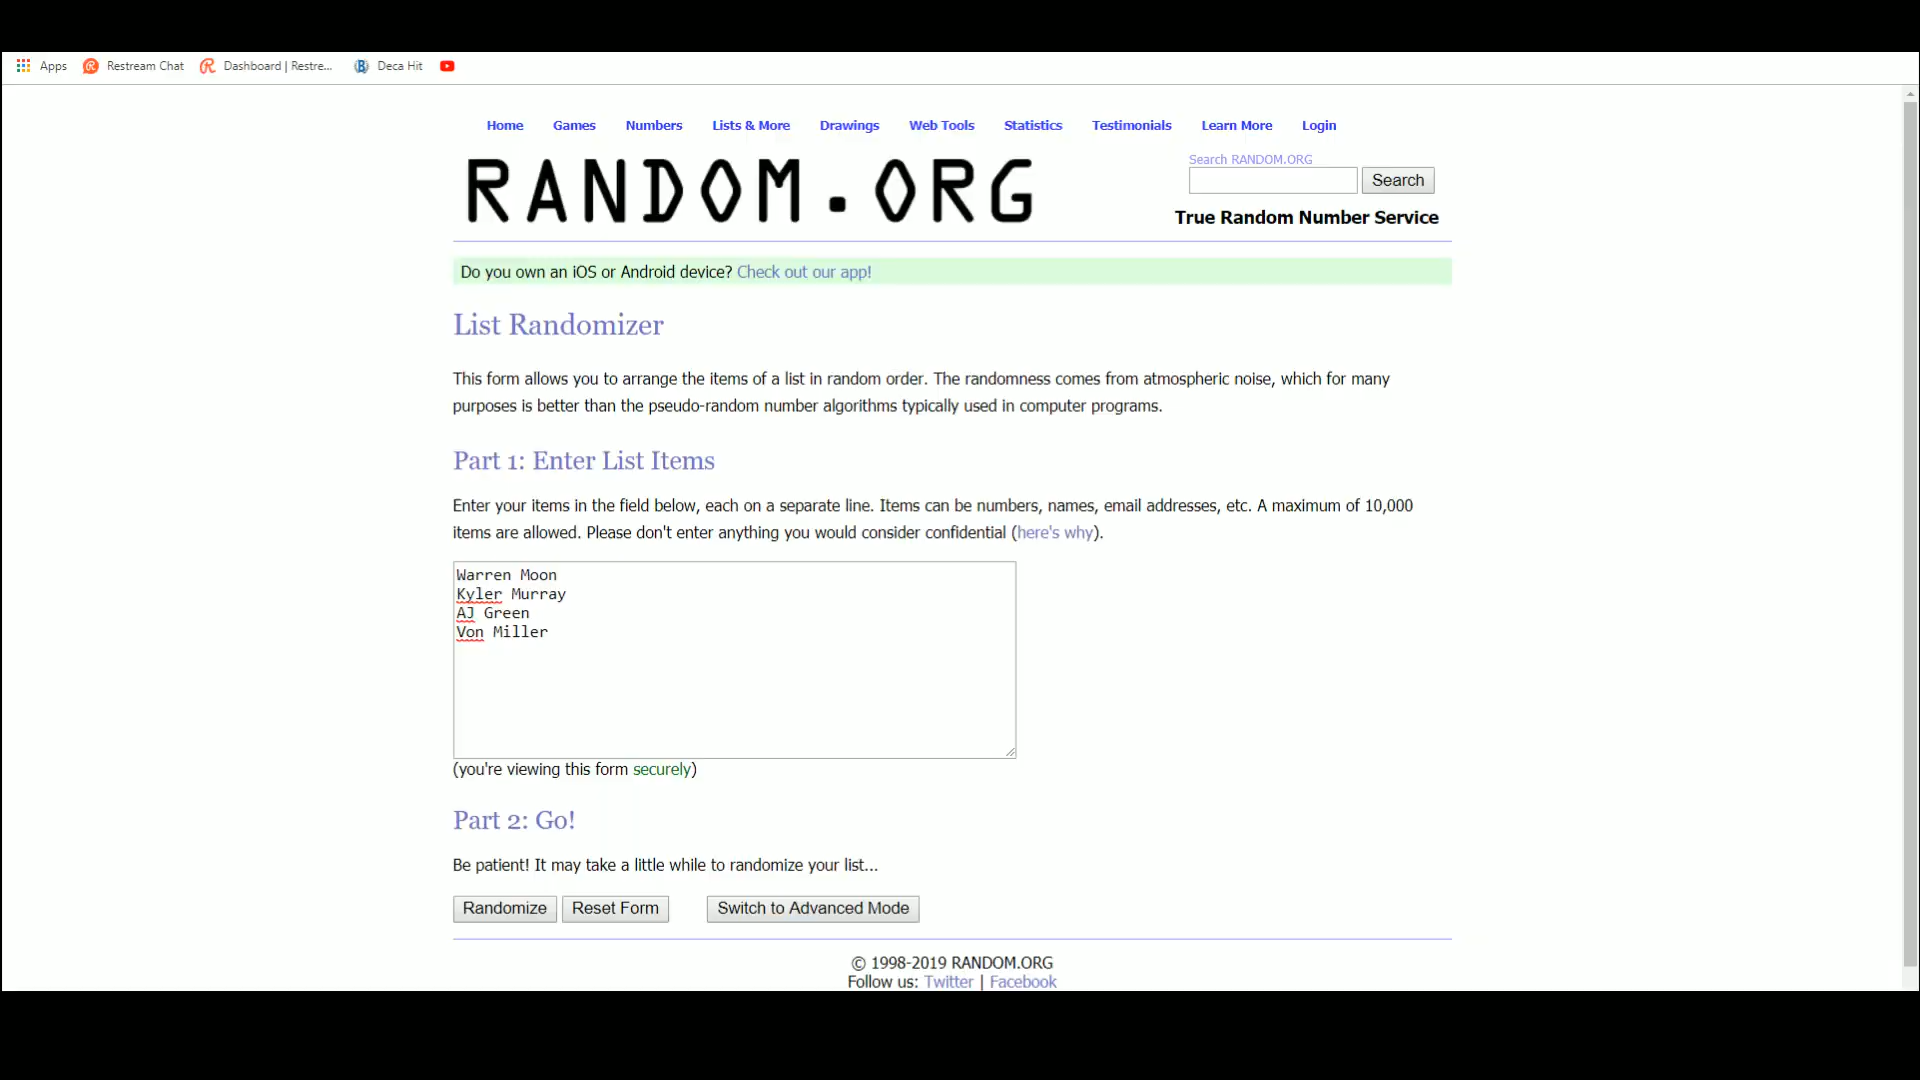 Apps Restream Chat Dashboard | Restre... Deca Hit
Home Games Numbers Lists & More Drawings Web Tools Statistics Testimonials Learn More Login
RANDOM.ORG
Search RANDOM.ORG
Search
True Random Number Service
Do you own an iOS or Android device? Check out our app!
List Randomizer
This form allows you to arrange the items of a list in random order. The randomness comes from atmospheric noise, which for many
purposes is better than the pseudo-random number algorithms typically used in computer programs.
Part 1: Enter List Items
Enter your items in the field below, each on a separate line. Items can be numbers, names, email addresses, etc. A maximum of 10,000
items are allowed. Please don't enter anything you would consider confidential (here's why).
Warren Moon
Kyler Murray
AJ Green
Von Miller
(you're viewing this form securely)
Part 2: Go!
Be patient! It may take a little while to randomize your list...
Randomize Reset Form Switch to Advanced Mode
© 1998-2019 RANDOM.ORG
Follow us: Twitter | Facebook